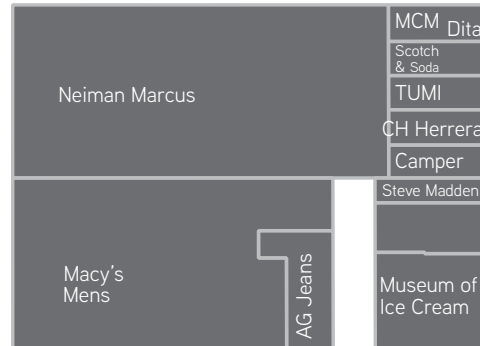 MCM
Dita
Scotch
& Soda
Neiman Marcus
TUMI
CH Herrera
Camper
Steve Madden
Macy's
Mens
AG Jeans
Museum of
Ice Cream